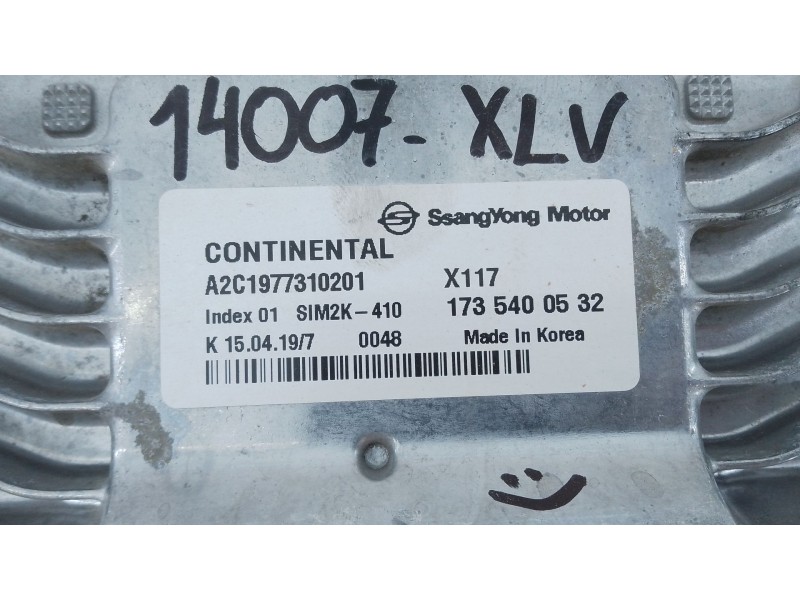 14007-XLV
SsangYong Motor
CONTINENTAL
A2C1977310201 X117
Index 01 SIM2K-410 173 540 05 32
K 15.04.19/7 0048 Made In Korea